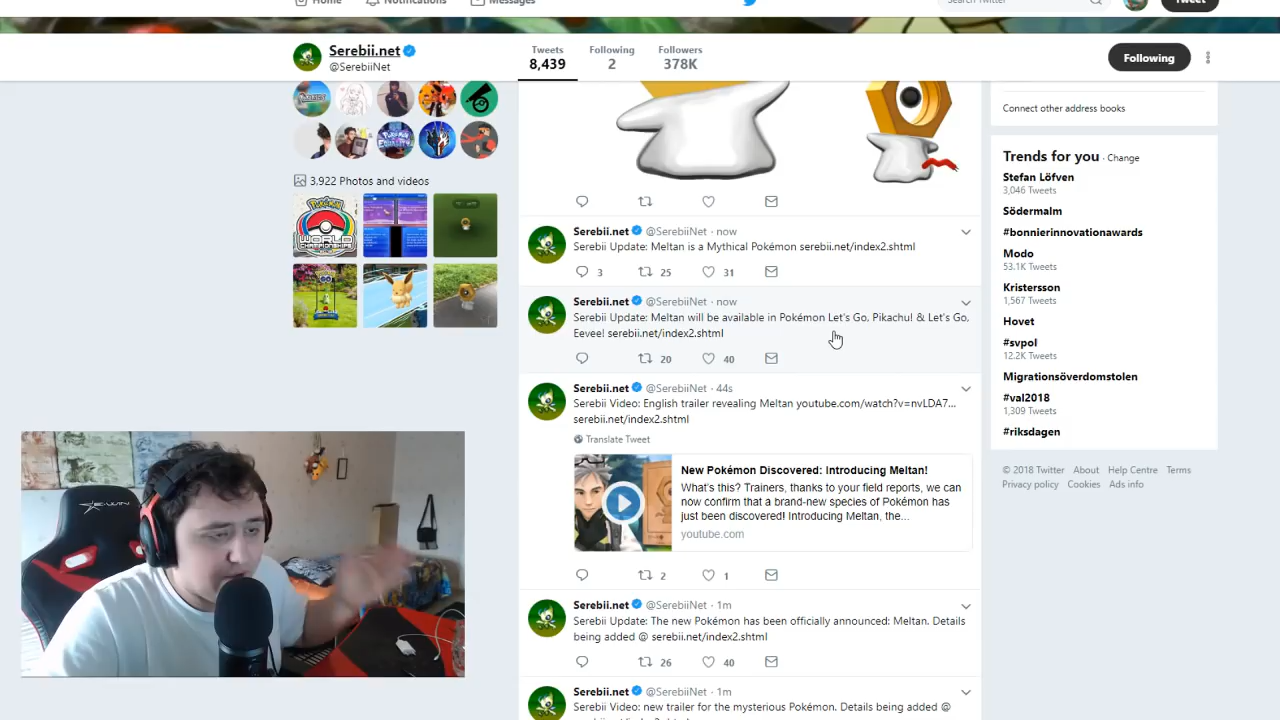 Home
Notifications
Messages
Search Twitter
Tweet
Serebii.net
@SerebiiNet
Tweets
8,439
Following
2
Followers
378K
Following
3,922 Photos and videos
Serebii.net @SerebiiNet · now
Serebii Update: Meltan is a Mythical Pokémon serebii.net/index2.shtml
3 25 31
Serebii.net @SerebiiNet · now
Serebii Update: Meltan will be available in Pokémon Let's Go, Pikachu! & Let's Go,
Eevee! serebii.net/index2.shtml
20 40
Serebii.net @SerebiiNet · 44s
Serebii Video: English trailer revealing Meltan youtube.com/watch?v=nvLDA7...
serebii.net/index2.shtml
Translate Tweet
New Pokémon Discovered: Introducing Meltan!
What's this? Trainers, thanks to your field reports, we
can now confirm that a brand-new species of Pokémon has
just been discovered! Introducing Meltan, the...
youtube.com
2 1
Serebii.net @SerebiiNet · 1m
Serebii Update: The new Pokémon has been officially announced: Meltan. Details
being added @ serebii.net/index2.shtml
26 40
Serebii.net @SerebiiNet · 1m
Serebii Video: new trailer for the mysterious Pokémon. Details being added @
Connect other address books
Trends for you · Change
Stefan Löfven
3,046 Tweets
Södermalm
#bonnierinnovationawards
Modo
53.1K Tweets
Kristersson
1,567 Tweets
Hovet
#svpol
12.2K Tweets
Migrationsöverdomstolen
#val2018
1,309 Tweets
#riksdagen
© 2018 Twitter About Help Centre Terms
Privacy policy Cookies Ads info
POKÉMON
WORLD
CHAMPIONSHIPS